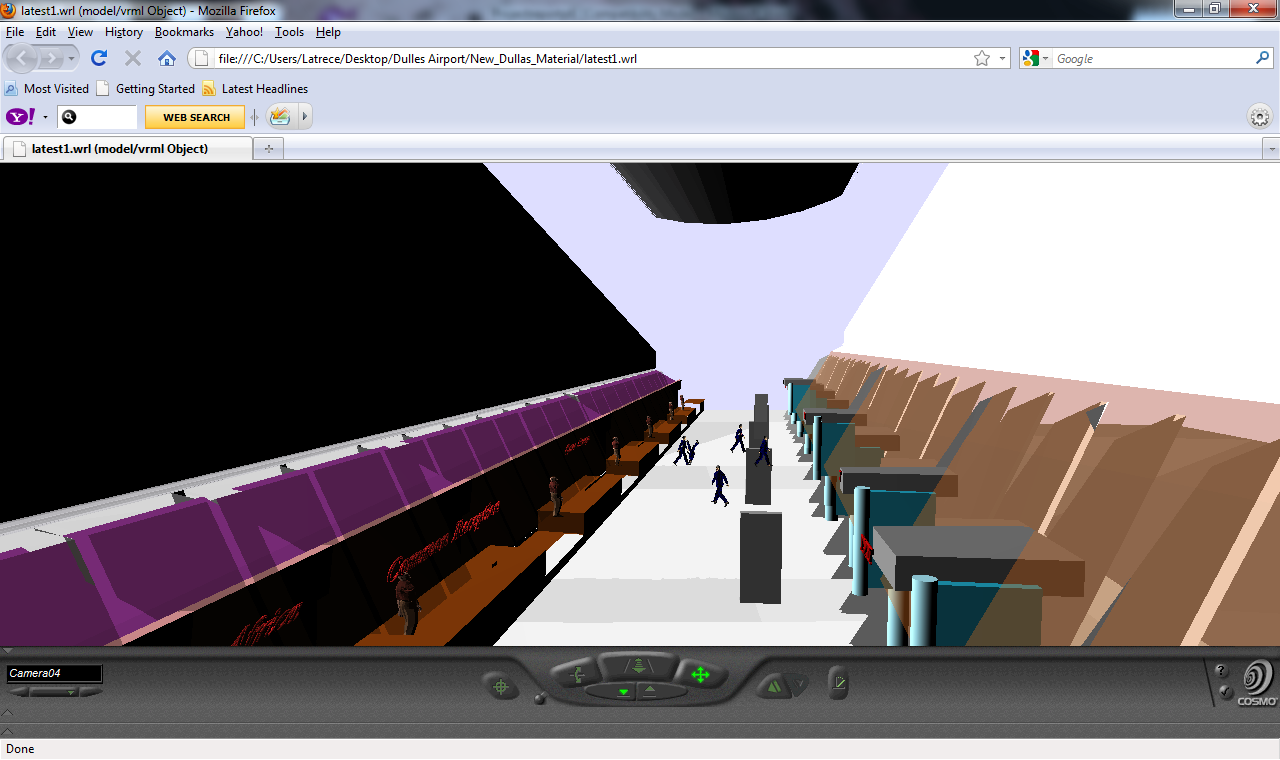 latest1.wrl (model/vrml Object) - Mozilla Firefox
File Edit View History Bookmarks Yahoo! Tools Help
file:///C:/Users/Latrece/Desktop/Dulles Airport/New_Dullas_Material/latest1.wrl
Google
Most Visited Getting Started Latest Headlines
Y! WEB SEARCH
latest1.wrl (model/vrml Object)
Camera04
COSMO
Done